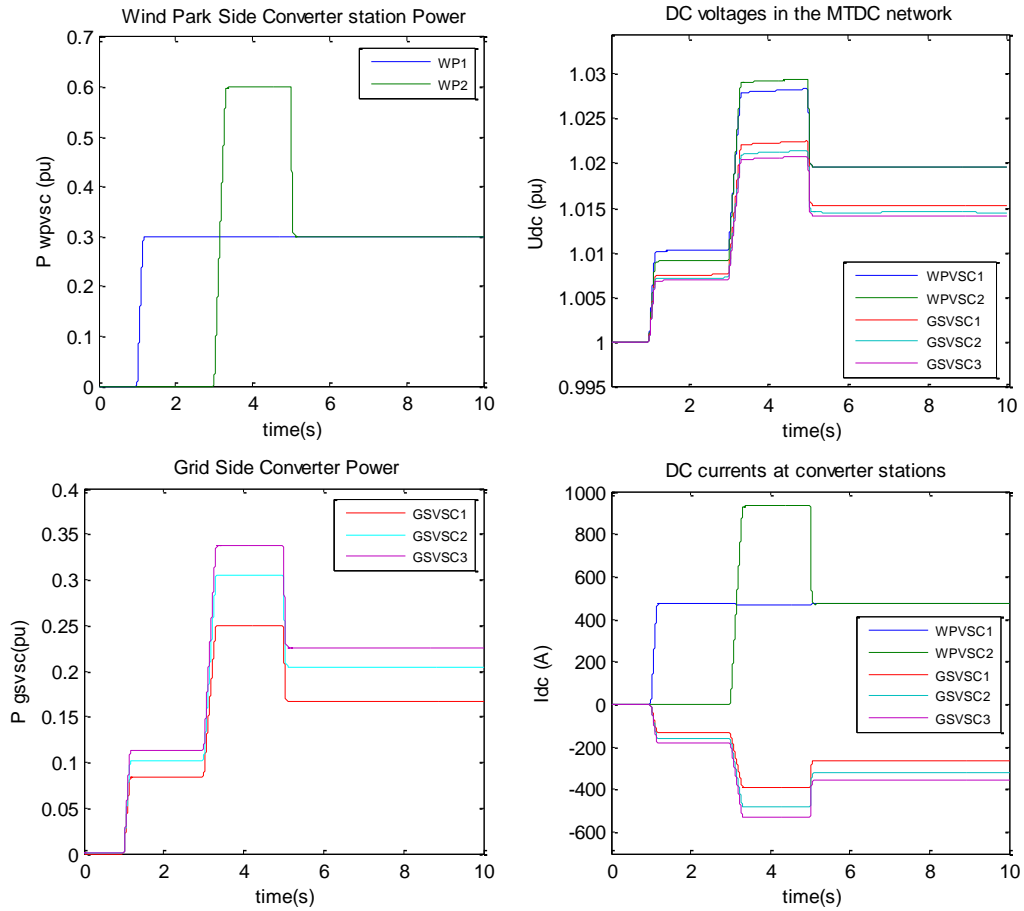 Wind Park Side Converter station Power
P wpvsc (pu)
0.7
0.6
0.5
0.4
0.3
0.2
0.1
0
0
2
4
6
8
10
time(s)
WP1
WP2
DC voltages in the MTDC network
Udc (pu)
1.03
1.025
1.02
1.015
1.01
1.005
1
0.995
2
4
6
8
10
time(s)
WPVSC1
WPVSC2
GSVSC1
GSVSC2
GSVSC3
Grid Side Converter Power
P gsvsc(pu)
0.4
0.35
0.3
0.25
0.2
0.15
0.1
0.05
0
0
2
4
6
8
10
time(s)
GSVSC1
GSVSC2
GSVSC3
DC currents at converter stations
Idc (A)
1000
800
600
400
200
0
-200
-400
-600
0
2
4
6
8
10
time(s)
WPVSC1
WPVSC2
GSVSC1
GSVSC2
GSVSC3